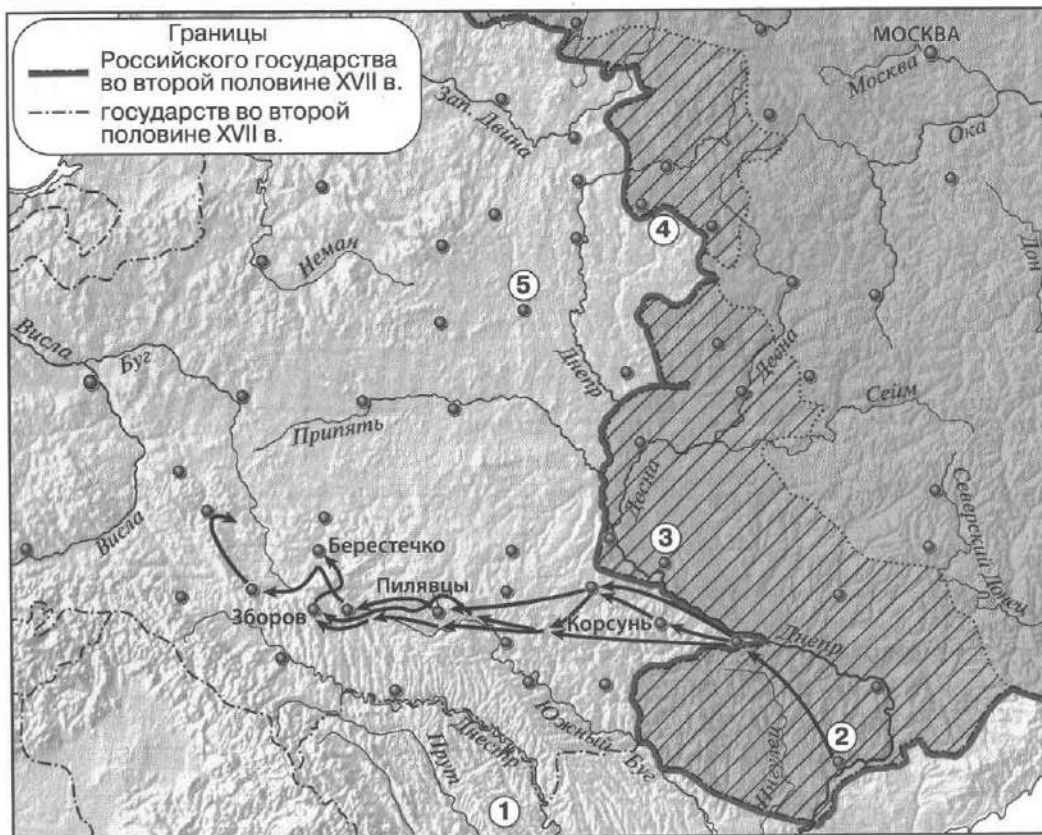 Границы
Российского государства
во второй половине XVII в.
государств во второй
половине XVII в.
МОСКВА
Москва
Зап. Двина
Ока
4
Дон
Неман
5
Висла
Буг
Днепр
Десна
Сейм
Припять
Десна
Северский Донец
Висла
3
Берестечко
Пилявцы
Зборов
Корсунь
Днепр
Южный Буг
2
Ингулец
Днестр
Прут
1